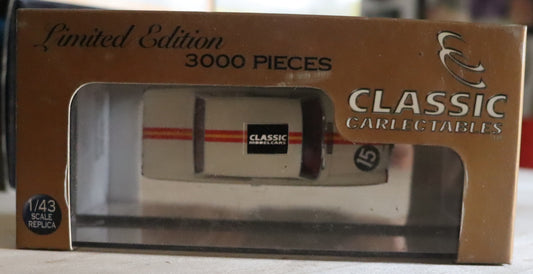 Limited Edition
3000 PIECES
CLASSIC
CARLECTABLES
CLASSIC
MODELCARS
15
1/43
SCALE
REPLICA